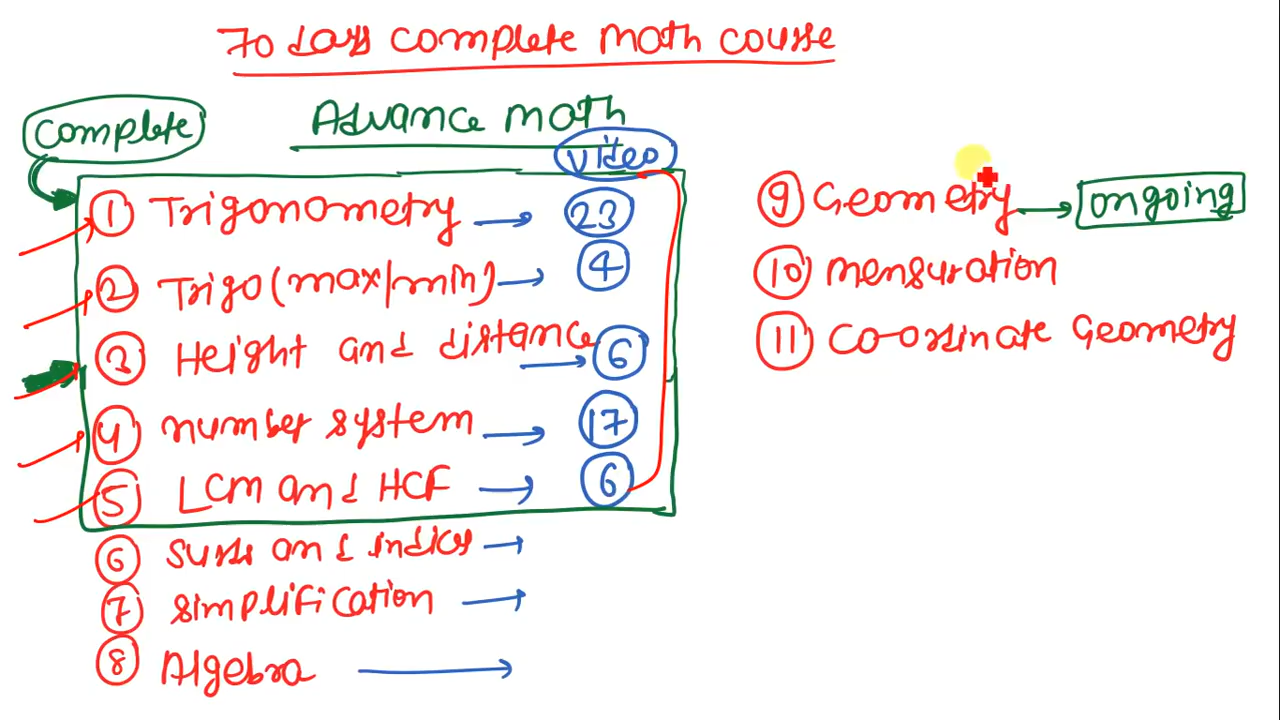 70 days complete math course
complete
Advance math
video
1 Trigonometry → 23
2 Trigo (max/min) → 4
3 Height and distance → 6
4 number system → 17
5 LCM and HCF → 6
6 Surds and indices →
7 simplification →
8 Algebra →
9 Geometry → ongoing
10 mensuration
11 Co-ordinate Geometry